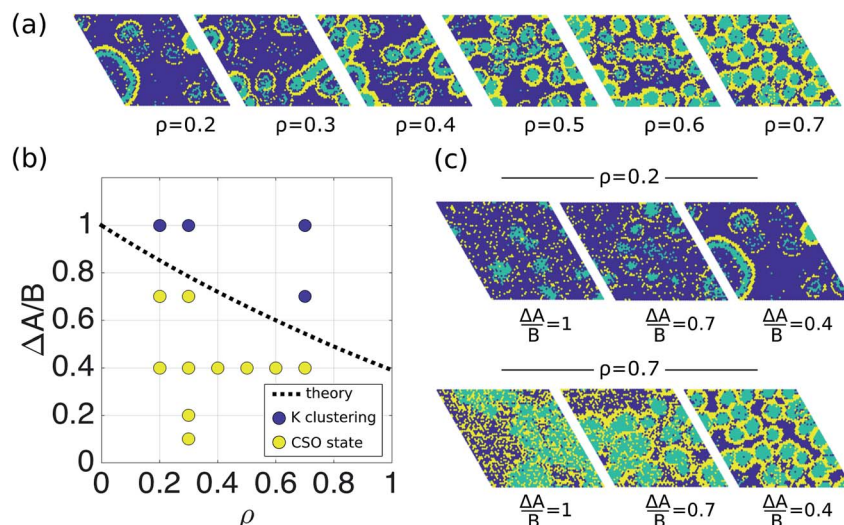 (a)
ρ=0.2 ρ=0.3 ρ=0.4 ρ=0.5 ρ=0.6 ρ=0.7
(b)
ΔA/B
1
0.8
0.6
0.4
0.2
0
0 0.2 0.4 0.6 0.8 1
ρ
theory
K clustering
CSO state
(c)
ρ=0.2
ΔA/B=1 ΔA/B=0.7 ΔA/B=0.4
ρ=0.7
ΔA/B=1 ΔA/B=0.7 ΔA/B=0.4